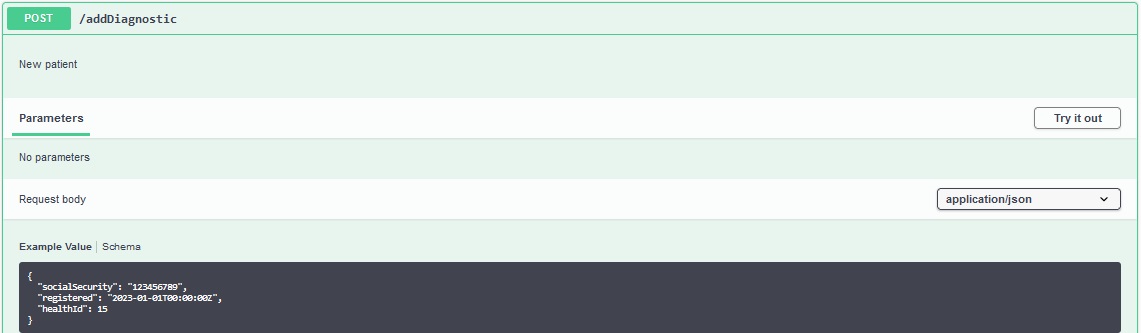 POST /addDiagnostic
New patient
Parameters Try it out
No parameters
Request body application/json
Example Value Schema
{
  "socialSecurity": "123456789",
  "registered": "2023-01-01T00:00:00Z",
  "healthId": 15
}